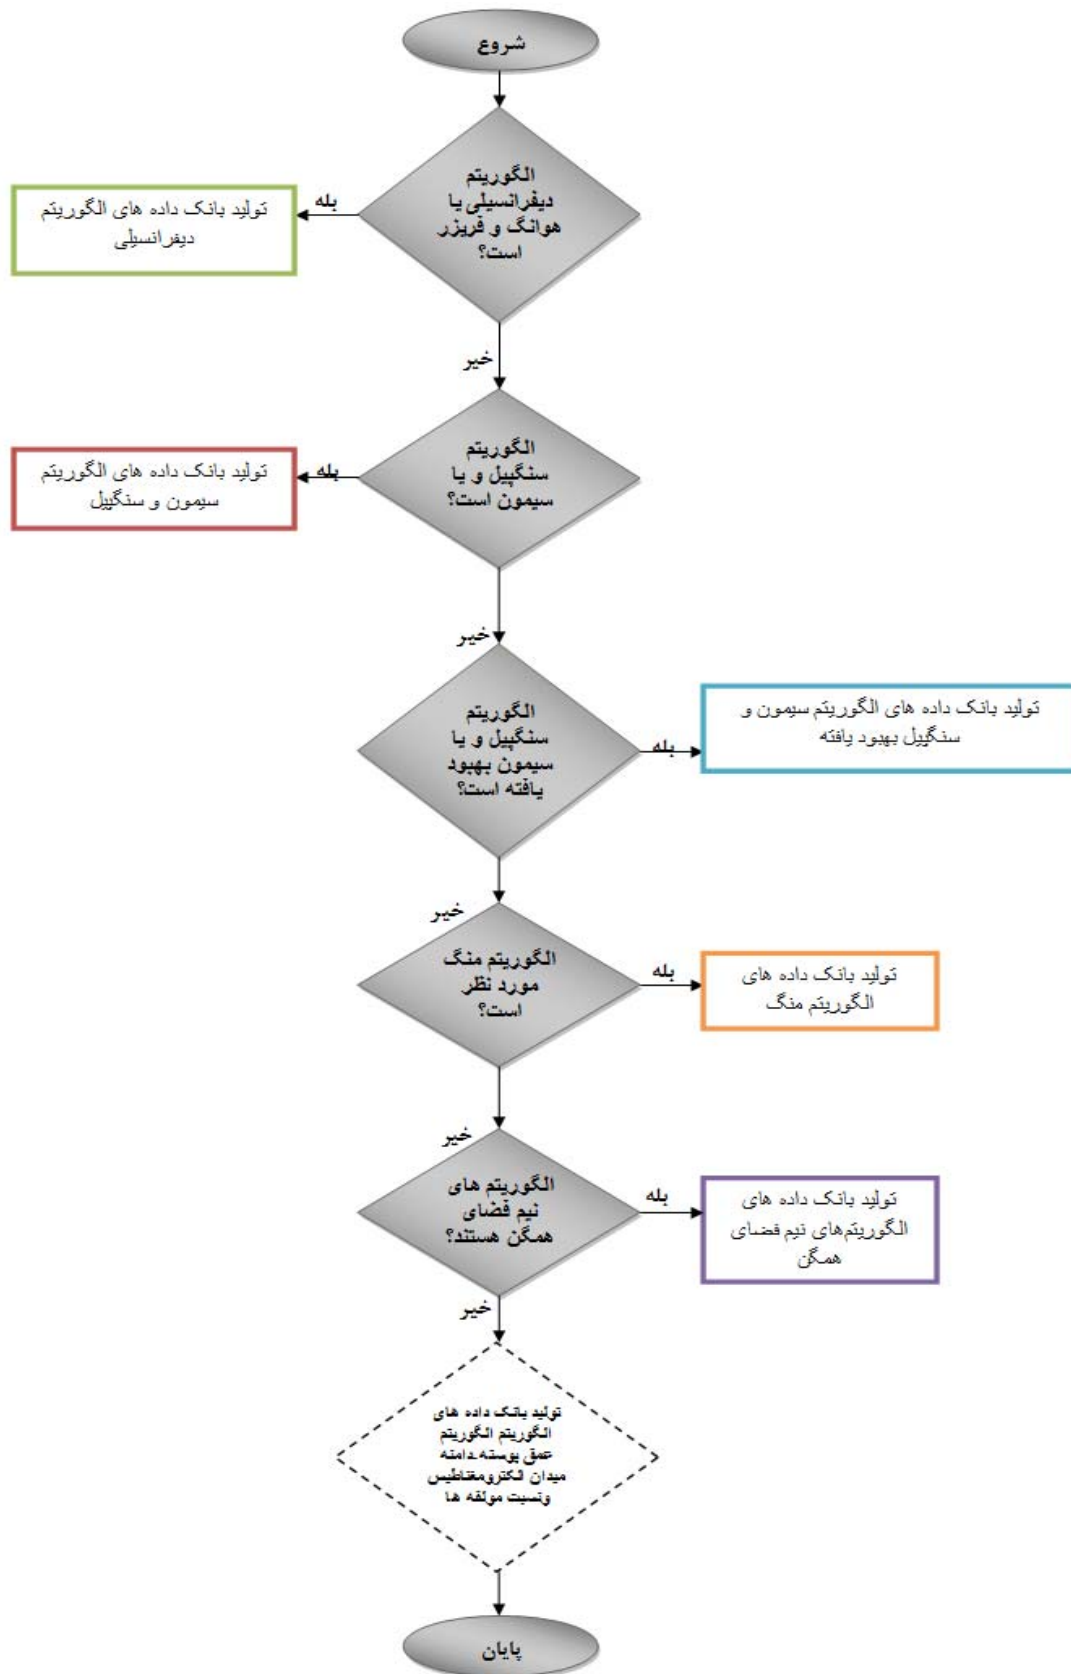 شروع
الگوریتم
دیفرانسیلی یا
هوانگ و فریزر
است؟
بله
تولید بانک داده های الگوریتم
دیفرانسیلی
خیر
الگوریتم
سنگپیل و یا
سیمون است؟
بله
تولید بانک داده های الگوریتم
سیمون و سنگپیل
خیر
الگوریتم
سنگپیل و یا
سیمون بهبود
یافته است؟
بله
تولید بانک داده های الگوریتم سیمون و
سنگپیل بهبود یافته
خیر
الگوریتم منگ
مورد نظر
است؟
بله
تولید بانک داده های
الگوریتم منگ
خیر
الگوریتم های
نیم فضای
همگن هستند؟
بله
تولید بانک داده های
الگوریتم‌های نیم فضای
همگن
خیر
تولید بانک داده های
الگوریتم الگوریتم
عمق پوسته_دامنه
میدان الکترومغناطیس
ونسبت مولفه ها
پایان